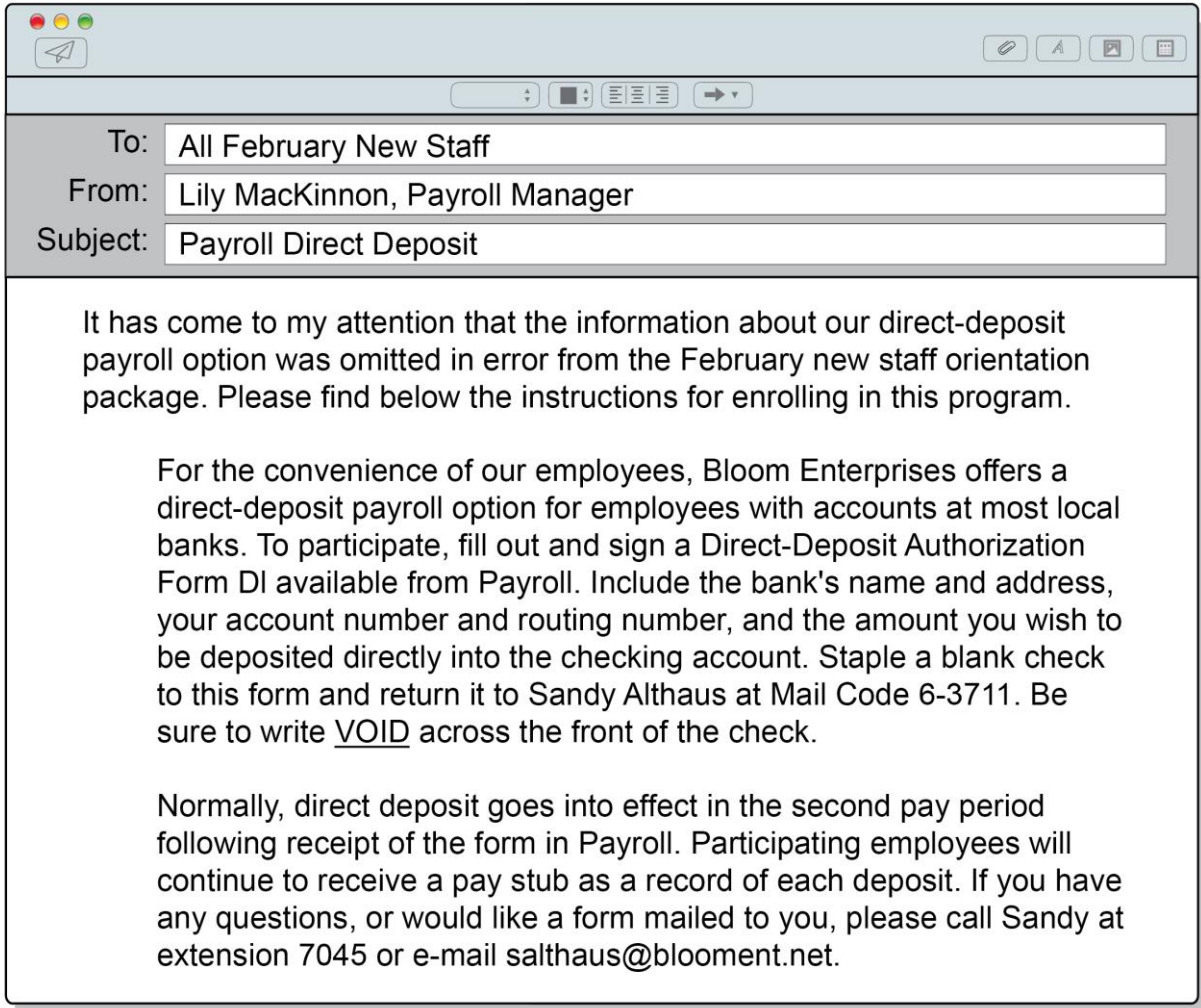 To: All February New Staff
From: Lily MacKinnon, Payroll Manager
Subject: Payroll Direct Deposit
It has come to my attention that the information about our direct-deposit
payroll option was omitted in error from the February new staff orientation
package. Please find below the instructions for enrolling in this program.
For the convenience of our employees, Bloom Enterprises offers a
direct-deposit payroll option for employees with accounts at most local
banks. To participate, fill out and sign a Direct-Deposit Authorization
Form Dl available from Payroll. Include the bank's name and address,
your account number and routing number, and the amount you wish to
be deposited directly into the checking account. Staple a blank check
to this form and return it to Sandy Althaus at Mail Code 6-3711. Be
sure to write VOID across the front of the check.
Normally, direct deposit goes into effect in the second pay period
following receipt of the form in Payroll. Participating employees will
continue to receive a pay stub as a record of each deposit. If you have
any questions, or would like a form mailed to you, please call Sandy at
extension 7045 or e-mail salthaus@blooment.net.